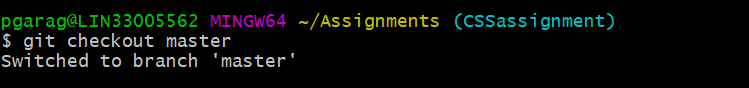 pgarag@LIN33005562 MINGW64 ~/Assignments (CSSassignment)
$ git checkout master
Switched to branch 'master'